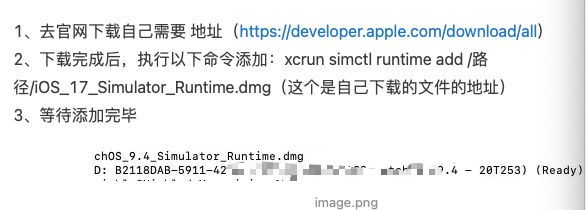 1、去官网下载自己需要 地址（https://developer.apple.com/download/all）
2、下载完成后，执行以下命令添加：xcrun simctl runtime add /路
径/iOS_17_Simulator_Runtime.dmg（这个是自己下载的文件的地址）
3、等待添加完毕
chOS_9.4_Simulator_Runtime.dmg
D: B2118DAB-5911-42 9.4 - 20T253) (Ready)
image.png